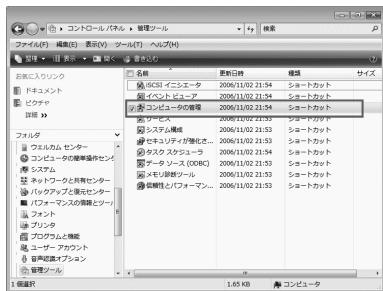 コントロール パネル ▸ 管理ツール
検索
ファイル(F) 編集(E) 表示(V) ツール(T) ヘルプ(H)
整理 表示 開く 書き込む
お気に入りリンク
ドキュメント
ピクチャ
詳細 »
フォルダ
ウエルカム センター
コンピュータの簡単操作セン
システム
ネットワークと共有センター
バックアップと復元センター
パフォーマンスの情報とツー
フォント
プリンタ
プログラムと機能
ユーザー アカウント
音声認識オプション
管理ツール
名前 更新日時 種類 サイズ
iSCSI イニシエータ 2006/11/02 21:54 ショートカット
イベント ビューア 2006/11/02 21:54 ショートカット
コンピュータの管理 2006/11/02 21:54 ショートカット
サービス 2006/11/02 21:54 ショートカット
システム構成 2006/11/02 21:53 ショートカット
セキュリティが強化さ... 2006/11/02 21:53 ショートカット
タスク スケジューラ 2006/11/02 21:54 ショートカット
データ ソース (ODBC) 2006/11/02 21:53 ショートカット
メモリ診断ツール 2006/11/02 21:53 ショートカット
信頼性とパフォーマン... 2006/11/02 21:53 ショートカット
1 個選択 1.65 KB コンピュータ